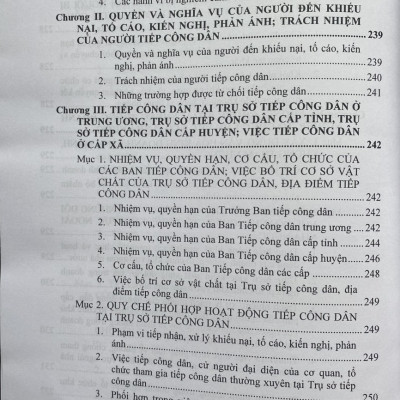 4. Các hành vi bị nghiêm
Chương II. QUYỀN VÀ NGHĨA VỤ CỦA NGƯỜI ĐẾN KHIẾU
NẠI, TỐ CÁO, KIẾN NGHỊ, PHẢN ÁNH; TRÁCH NHIỆM
CỦA NGƯỜI TIẾP CÔNG DÂN 239
1. Quyền và nghĩa vụ của người đến khiếu nại, tố cáo, kiến
nghị, phản ánh 239
2. Trách nhiệm của người tiếp công dân 240
3. Những trường hợp được từ chối tiếp công dân 241
Chương III. TIẾP CÔNG DÂN TẠI TRỤ SỞ TIẾP CÔNG DÂN Ở
TRUNG ƯƠNG, TRỤ SỞ TIẾP CÔNG DÂN CẤP TỈNH, TRỤ
SỞ TIẾP CÔNG DÂN CẤP HUYỆN; VIỆC TIẾP CÔNG DÂN
Ở CẤP XÃ 242
Mục 1. NHIỆM VỤ, QUYỀN HẠN, CƠ CẤU, TỔ CHỨC CỦA
CÁC BAN TIẾP CÔNG DÂN; VIỆC BỐ TRÍ CƠ SỞ VẬT
CHẤT CỦA TRỤ SỞ TIẾP CÔNG DÂN, ĐỊA ĐIỂM TIẾP
CÔNG DÂN 242
1. Nhiệm vụ, quyền hạn của Trưởng Ban tiếp công dân 242
2. Nhiệm vụ, quyền hạn của Ban Tiếp công dân trung ương 244
3. Nhiệm vụ, quyền hạn của Ban Tiếp công dân cấp tỉnh 244
4. Nhiệm vụ, quyền hạn của Ban Tiếp công dân cấp huyện 246
5. Cơ cấu, tổ chức của Ban Tiếp công dân các cấp 248
6. Việc bố trí cơ sở vật chất tại Trụ sở tiếp công dân, địa
điểm tiếp công dân 249
Mục 2. QUY CHẾ PHỐI HỢP HOẠT ĐỘNG TIẾP CÔNG DÂN
TẠI TRỤ SỞ TIẾP CÔNG DÂN 249
1. Phạm vi tiếp nhận, xử lý khiếu nại, tố cáo, kiến nghị, phản
ánh 249
2. Việc tiếp công dân, cử người đại diện của cơ quan, tổ
chức tham gia tiếp công dân thường xuyên tại Trụ sở tiếp
công dân 250
3. Phối hợp trong